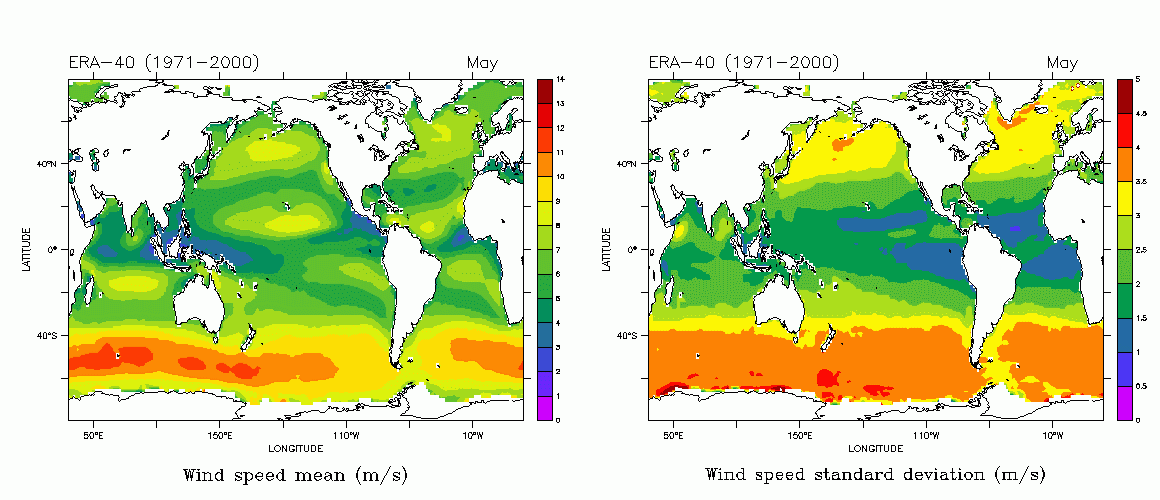 ERA-40 (1971-2000) May
14
13
12
11
10
9
8
7
6
5
4
3
2
1
0
40°N
0°
40°S
LATITUDE
50°E 150°E 110°W 10°W
LONGITUDE
Wind speed mean (m/s)
ERA-40 (1971-2000) May
5
4.5
4
3.5
3
2.5
2
1.5
1
0.5
0
40°N
0°
40°S
LATITUDE
50°E 150°E 110°W 10°W
LONGITUDE
Wind speed standard deviation (m/s)